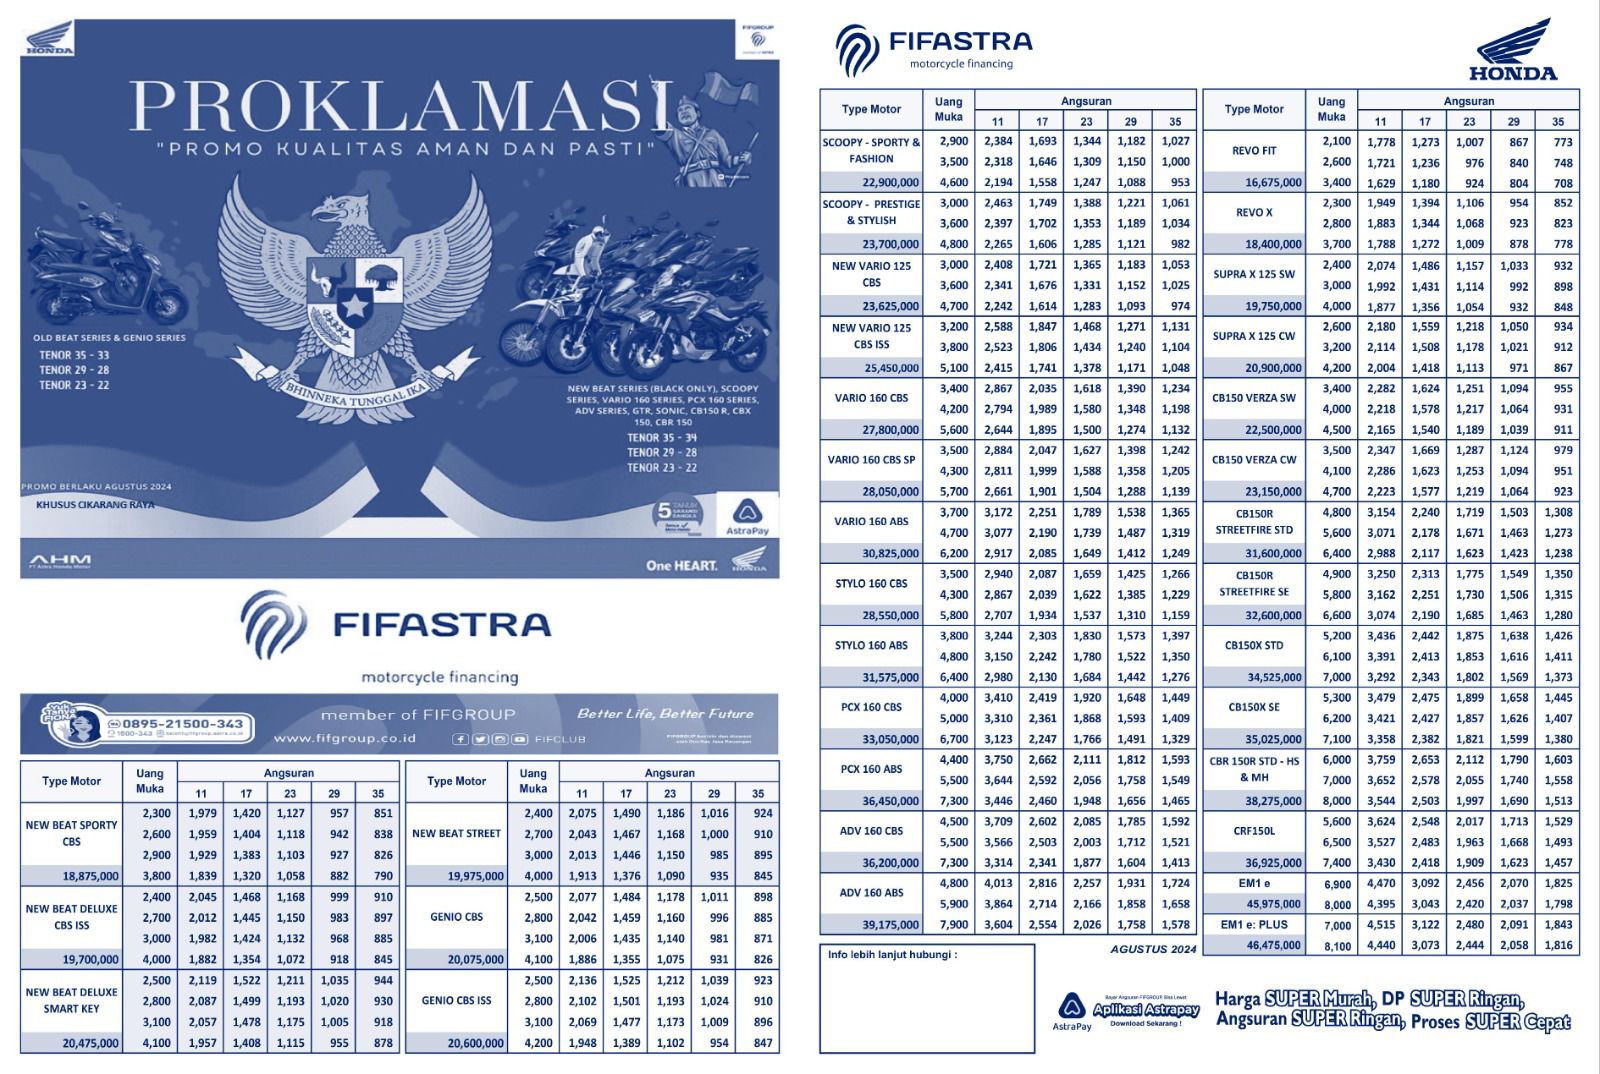 HONDA
FIFGROUP
PROKLAMASI
"PROMO KUALITAS AMAN DAN PASTI"
BHINNEKA TUNGGAL IKA
OLD BEAT SERIES & GENIO SERIES
TENOR 35 - 33
TENOR 29 - 28
TENOR 23 - 22
NEW BEAT SERIES (BLACK ONLY), SCOOPY
SERIES, VARIO 160 SERIES, PCX 160 SERIES,
ADV SERIES, GTR, SONIC, CB150 R, CBX
150, CBR 150
TENOR 35 - 34
TENOR 29 - 28
TENOR 23 - 22
PROMO BERLAKU AGUSTUS 2024
KHUSUS CIKARANG RAYA
5 TAHUN
AstraPay
AHM
PT Astra Honda Motor
One HEART.
HONDA
FIFASTRA
motorcycle financing
Yuk Tanya FIONA
0895-21500-343
1500-343
member of FIFGROUP
www.fifgroup.co.id
FIFCLUB
Better Life, Better Future
Type Motor Uang Muka Angsuran
11 17 23 29 35
NEW BEAT SPORTY CBS
2,300 1,979 1,420 1,127 957 851
2,600 1,959 1,404 1,118 942 838
2,900 1,929 1,383 1,103 927 826
18,875,000 3,800 1,839 1,320 1,058 882 790
NEW BEAT DELUXE CBS ISS
2,400 2,045 1,468 1,168 999 910
2,700 2,012 1,445 1,150 983 897
3,000 1,982 1,424 1,132 968 885
19,700,000 4,000 1,882 1,354 1,072 918 845
NEW BEAT DELUXE SMART KEY
2,500 2,119 1,522 1,211 1,035 944
2,800 2,087 1,499 1,193 1,020 930
3,100 2,057 1,478 1,175 1,005 918
20,475,000 4,100 1,957 1,408 1,115 955 878
Type Motor Uang Muka Angsuran
11 17 23 29 35
NEW BEAT STREET
2,400 2,075 1,490 1,186 1,016 924
2,700 2,043 1,467 1,168 1,000 910
3,000 2,013 1,446 1,150 985 895
19,975,000 4,000 1,913 1,376 1,090 935 845
GENIO CBS
2,500 2,077 1,484 1,178 1,011 898
2,800 2,042 1,459 1,160 996 885
3,100 2,006 1,435 1,140 981 871
20,075,000 4,100 1,886 1,355 1,075 931 826
GENIO CBS ISS
2,500 2,136 1,525 1,212 1,039 923
2,800 2,102 1,501 1,193 1,024 910
3,100 2,069 1,477 1,173 1,009 896
20,600,000 4,200 1,948 1,389 1,102 954 847
FIFASTRA
motorcycle financing
HONDA
Type Motor Uang Muka Angsuran
11 17 23 29 35
SCOOPY - SPORTY & FASHION
2,900 2,384 1,693 1,344 1,182 1,027
3,500 2,318 1,646 1,309 1,150 1,000
22,900,000 4,600 2,194 1,558 1,247 1,088 953
SCOOPY - PRESTIGE & STYLISH
3,000 2,463 1,749 1,388 1,221 1,061
3,600 2,397 1,702 1,353 1,189 1,034
23,700,000 4,800 2,265 1,606 1,285 1,121 982
NEW VARIO 125 CBS
3,000 2,408 1,721 1,365 1,183 1,053
3,600 2,341 1,676 1,331 1,152 1,025
23,625,000 4,700 2,242 1,614 1,283 1,093 974
NEW VARIO 125 CBS ISS
3,200 2,588 1,847 1,468 1,271 1,131
3,800 2,523 1,806 1,434 1,240 1,104
25,450,000 5,100 2,415 1,741 1,378 1,171 1,048
VARIO 160 CBS
3,400 2,867 2,035 1,618 1,390 1,234
4,200 2,794 1,989 1,580 1,348 1,198
27,800,000 5,600 2,644 1,895 1,500 1,274 1,132
VARIO 160 CBS SP
3,500 2,884 2,047 1,627 1,398 1,242
4,300 2,811 1,999 1,588 1,358 1,205
28,050,000 5,700 2,661 1,901 1,504 1,288 1,139
VARIO 160 ABS
3,700 3,172 2,251 1,789 1,538 1,365
4,700 3,077 2,190 1,739 1,487 1,319
30,825,000 6,200 2,917 2,085 1,649 1,412 1,249
STYLO 160 CBS
3,500 2,940 2,087 1,659 1,425 1,266
4,300 2,867 2,039 1,622 1,385 1,229
28,550,000 5,800 2,707 1,934 1,537 1,310 1,159
STYLO 160 ABS
3,800 3,244 2,303 1,830 1,573 1,397
4,800 3,150 2,242 1,780 1,522 1,350
31,575,000 6,400 2,980 2,130 1,684 1,442 1,276
PCX 160 CBS
4,000 3,410 2,419 1,920 1,648 1,449
5,000 3,310 2,361 1,868 1,593 1,409
33,050,000 6,700 3,123 2,247 1,766 1,491 1,329
PCX 160 ABS
4,400 3,750 2,662 2,111 1,812 1,593
5,500 3,644 2,592 2,056 1,758 1,549
36,450,000 7,300 3,446 2,460 1,948 1,656 1,465
ADV 160 CBS
4,500 3,709 2,602 2,085 1,785 1,592
5,500 3,566 2,503 2,003 1,712 1,521
36,200,000 7,300 3,314 2,341 1,877 1,604 1,413
ADV 160 ABS
4,800 4,013 2,816 2,257 1,931 1,724
5,900 3,864 2,714 2,166 1,858 1,658
39,175,000 7,900 3,604 2,554 2,026 1,758 1,578
Type Motor Uang Muka Angsuran
11 17 23 29 35
REVO FIT
2,100 1,778 1,273 1,007 867 773
2,600 1,721 1,236 976 840 748
16,675,000 3,400 1,629 1,180 924 804 708
REVO X
2,300 1,949 1,394 1,106 954 852
2,800 1,883 1,344 1,068 923 823
18,400,000 3,700 1,788 1,272 1,009 878 778
SUPRA X 125 SW
2,400 2,074 1,486 1,157 1,033 932
3,000 1,992 1,431 1,114 992 898
19,750,000 4,000 1,877 1,356 1,054 932 848
SUPRA X 125 CW
2,600 2,180 1,559 1,218 1,050 934
3,200 2,114 1,508 1,178 1,021 912
20,900,000 4,200 2,004 1,418 1,113 971 867
CB150 VERZA SW
3,400 2,282 1,624 1,251 1,094 955
4,000 2,218 1,578 1,217 1,064 931
22,500,000 4,500 2,165 1,540 1,189 1,039 911
CB150 VERZA CW
3,500 2,347 1,669 1,287 1,124 979
4,100 2,286 1,623 1,253 1,094 951
23,150,000 4,700 2,223 1,577 1,219 1,064 923
CB150R STREETFIRE STD
4,800 3,154 2,240 1,719 1,503 1,308
5,600 3,071 2,178 1,671 1,463 1,273
31,600,000 6,400 2,988 2,117 1,623 1,423 1,238
CB150R STREETFIRE SE
4,900 3,250 2,313 1,775 1,549 1,350
5,800 3,162 2,251 1,730 1,506 1,315
32,600,000 6,600 3,074 2,190 1,685 1,463 1,280
CB150X STD
5,200 3,436 2,442 1,875 1,638 1,426
6,100 3,391 2,413 1,853 1,616 1,411
34,525,000 7,000 3,292 2,343 1,802 1,569 1,373
CB150X SE
5,300 3,479 2,475 1,899 1,658 1,445
6,200 3,421 2,427 1,857 1,626 1,407
35,025,000 7,100 3,358 2,382 1,821 1,599 1,380
CBR 150R STD - HS & MH
6,000 3,759 2,653 2,112 1,790 1,603
7,000 3,652 2,578 2,055 1,740 1,558
38,275,000 8,000 3,544 2,503 1,997 1,690 1,513
CRF150L
5,600 3,624 2,548 2,017 1,713 1,529
6,500 3,527 2,483 1,963 1,668 1,493
36,925,000 7,400 3,430 2,418 1,909 1,623 1,457
EM1 e 6,900 4,470 3,092 2,456 2,070 1,825
45,975,000 8,000 4,395 3,043 2,420 2,037 1,798
EM1 e: PLUS 7,000 4,515 3,122 2,480 2,091 1,843
46,475,000 8,100 4,440 3,073 2,444 2,058 1,816
AGUSTUS 2024
Info lebih lanjut hubungi :
AstraPay
Bayar Angsuran FIFGROUP, Bisa Lewat
Aplikasi Astrapay
Download Sekarang !
Harga SUPER Murah, DP SUPER Ringan,
Angsuran SUPER Ringan, Proses SUPER Cepat